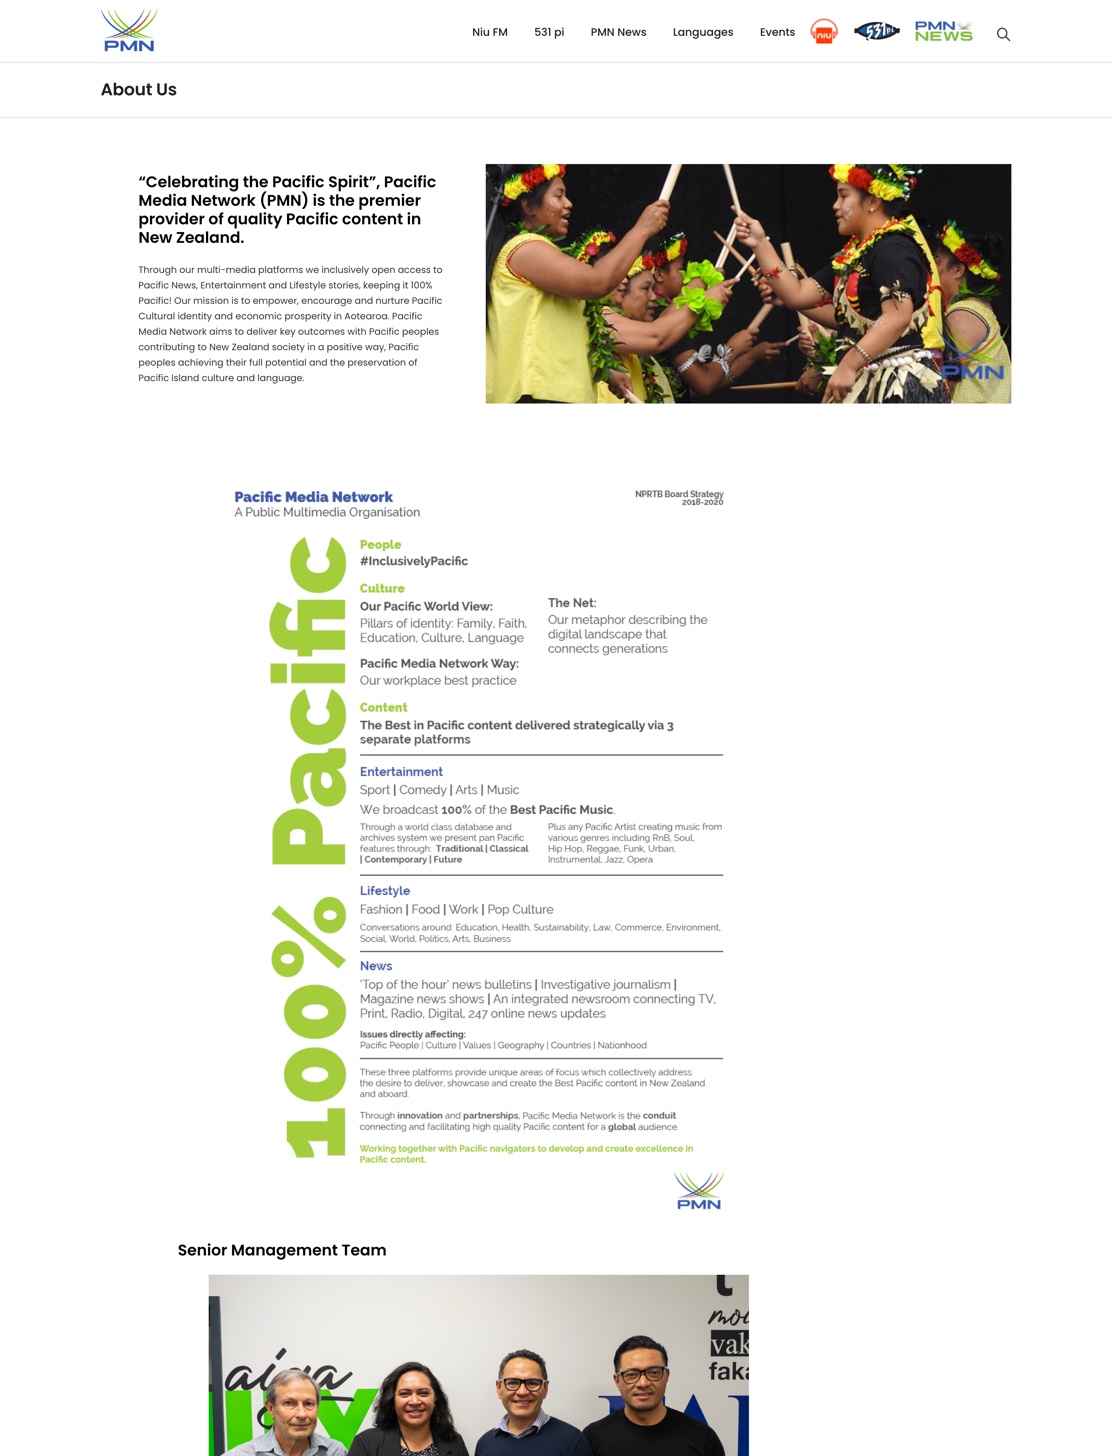 PMN
Niu FM
531 pi
PMN News
Languages
Events
niu
531 PI
PMN
NEWS
About Us
“Celebrating the Pacific Spirit”, Pacific
Media Network (PMN) is the premier
provider of quality Pacific content in
New Zealand.
Through our multi-media platforms we inclusively open access to
Pacific News, Entertainment and Lifestyle stories, keeping it 100%
Pacific! Our mission is to empower, encourage and nurture Pacific
Cultural identity and economic prosperity in Aotearoa. Pacific
Media Network aims to deliver key outcomes with Pacific peoples
contributing to New Zealand society in a positive way, Pacific
peoples achieving their full potential and the preservation of
Pacific Island culture and language.
PMN
Pacific Media Network
A Public Multimedia Organisation
NPRTB Board Strategy
2018-2020
100% Pacific
People
#InclusivelyPacific
Culture
Our Pacific World View:
Pillars of identity: Family, Faith,
Education, Culture, Language
The Net:
Our metaphor describing the
digital landscape that
connects generations
Pacific Media Network Way:
Our workplace best practice
Content
The Best in Pacific content delivered strategically via 3
separate platforms
Entertainment
Sport | Comedy | Arts | Music
We broadcast 100% of the Best Pacific Music.
Through a world class database and
archives system we present pan Pacific
features through: Traditional | Classical
| Contemporary | Future
Plus any Pacific Artist creating music from
various genres including RnB, Soul,
Hip Hop, Reggae, Funk, Urban,
Instrumental, Jazz, Opera
Lifestyle
Fashion | Food | Work | Pop Culture
Conversations around: Education, Health, Sustainability, Law, Commerce, Environment,
Social, World, Politics, Arts, Business
News
‘Top of the hour’ news bulletins | Investigative journalism |
Magazine news shows | An integrated newsroom connecting TV,
Print, Radio, Digital, 247 online news updates
Issues directly affecting:
Pacific People | Culture | Values | Geography | Countries | Nationhood
These three platforms provide unique areas of focus which collectively address
the desire to deliver, showcase and create the Best Pacific content in New Zealand
and aboard.
Through innovation and partnerships, Pacific Media Network is the conduit
connecting and facilitating high quality Pacific content for a global audience.
Working together with Pacific navigators to develop and create excellence in
Pacific content.
PMN
Senior Management Team
aiga
vak
faka